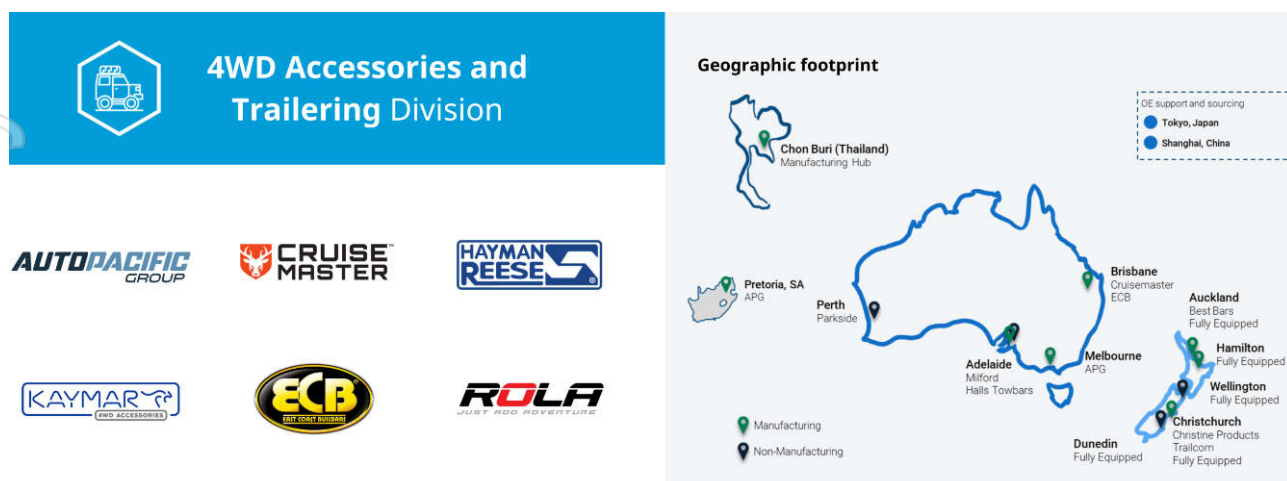 4WD Accessories and
Trailering Division
AUTOPACIFIC
GROUP
CRUISE
MASTER™
HAYMAN
REESE®
KAYMAR
4WD ACCESSORIES
ECB
EAST COAST BULLBARS
ROLA
JUST ADD ADVENTURE
Geographic footprint
OE support and sourcing
Tokyo, Japan
Shanghai, China
Chon Buri (Thailand)
Manufacturing Hub
Pretoria, SA
APG
Perth
Parkside
Brisbane
Cruisemaster
ECB
Adelaide
Milford
Halls Towbars
Melbourne
APG
Auckland
Best Bars
Fully Equipped
Hamilton
Fully Equipped
Wellington
Fully Equipped
Christchurch
Christine Products
Trailcom
Fully Equipped
Dunedin
Fully Equipped
Manufacturing
Non-Manufacturing